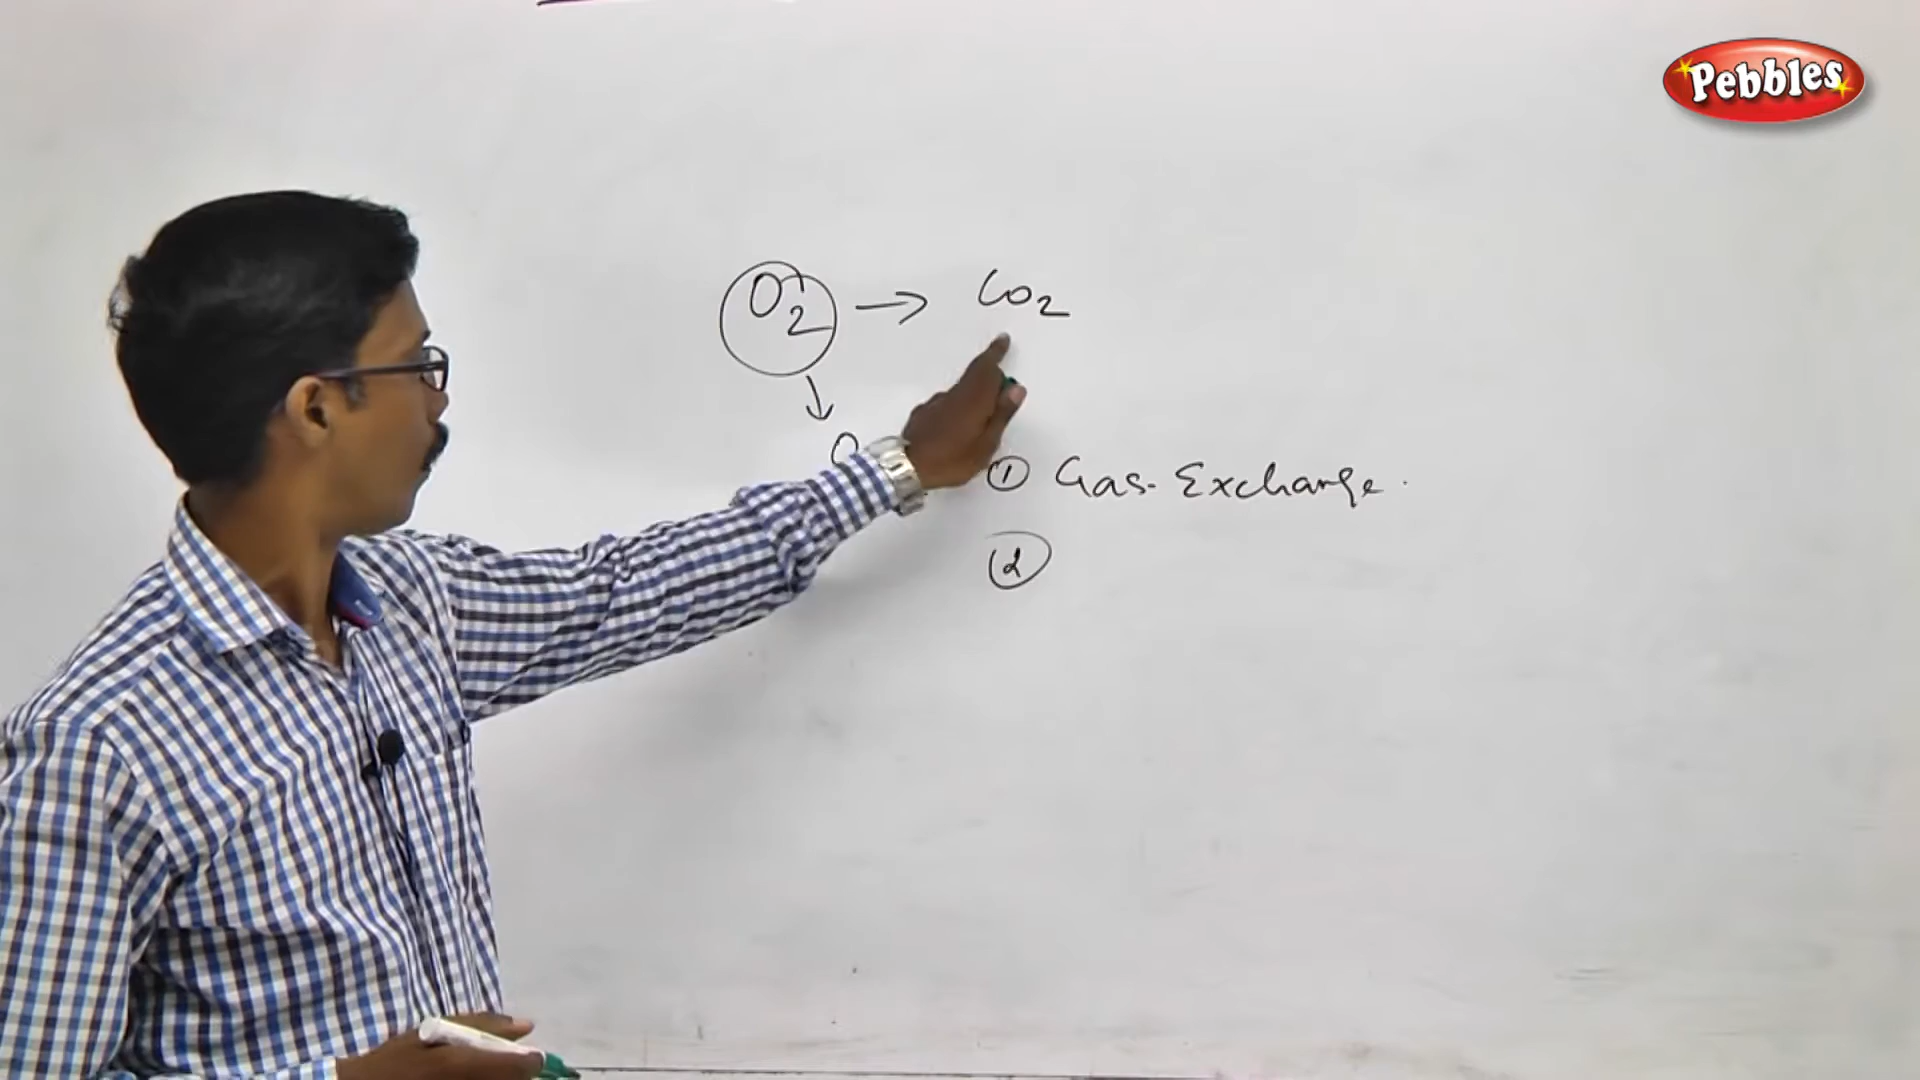 Pebbles
O2 → CO2
↓
① Gas-Exchange.
②